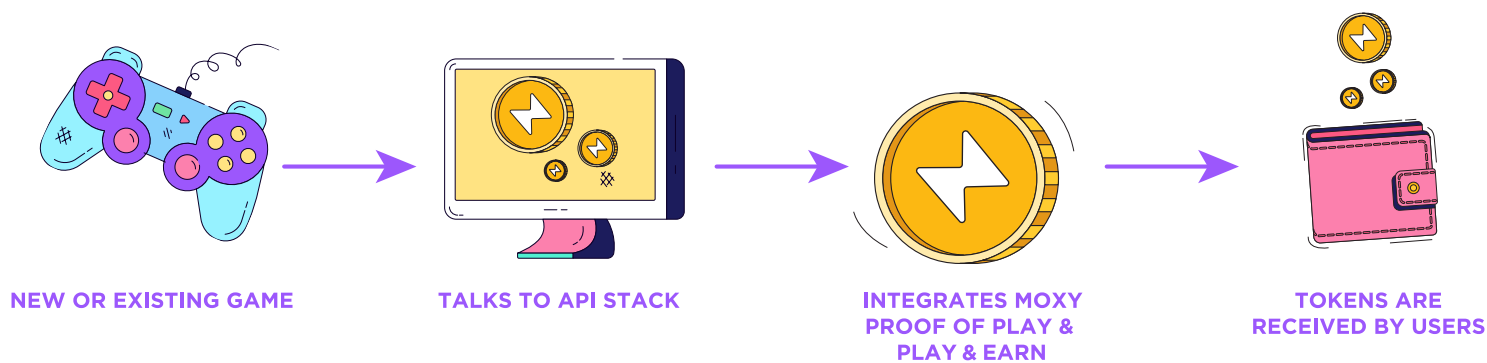 NEW OR EXISTING GAME
TALKS TO API STACK
INTEGRATES MOXY
PROOF OF PLAY &
PLAY & EARN
TOKENS ARE
RECEIVED BY USERS